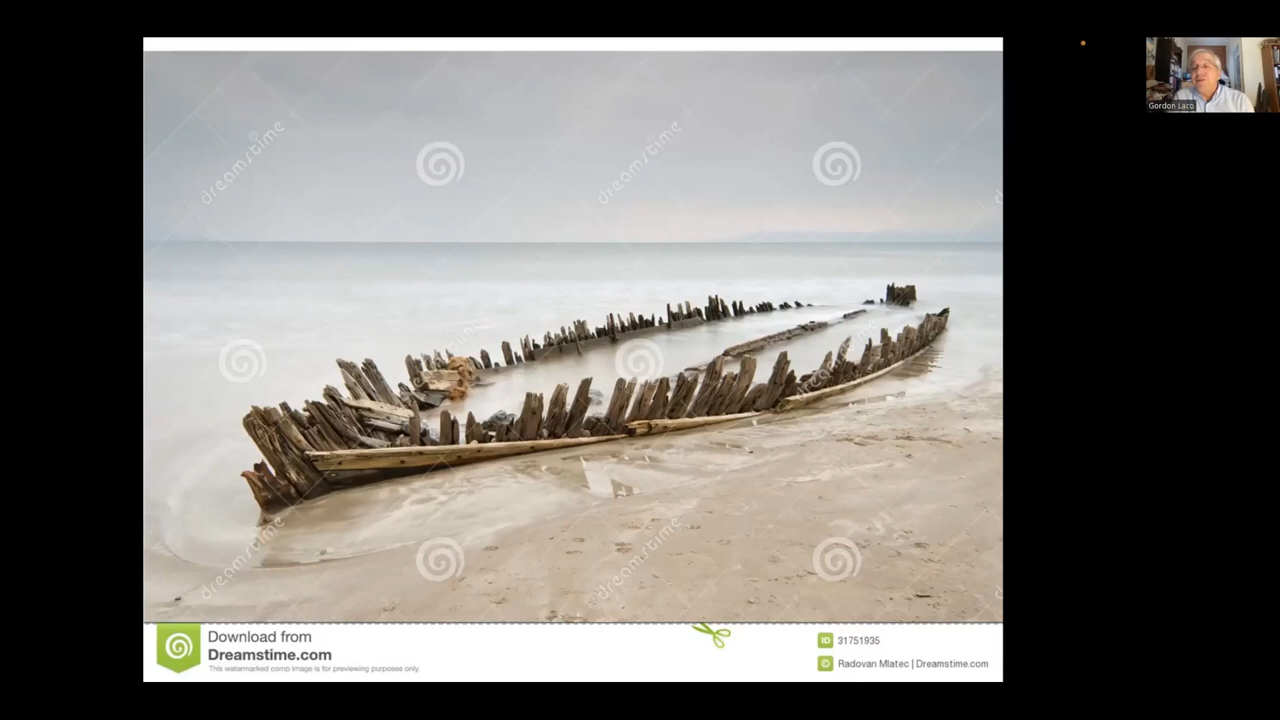 Gordon Laco
dreamstime
dreamstime
dreamstime
dreamstime
Download from
Dreamstime.com
This watermarked comp image is for previewing purposes only.
ID 31751935
© Radovan Mlatec | Dreamstime.com